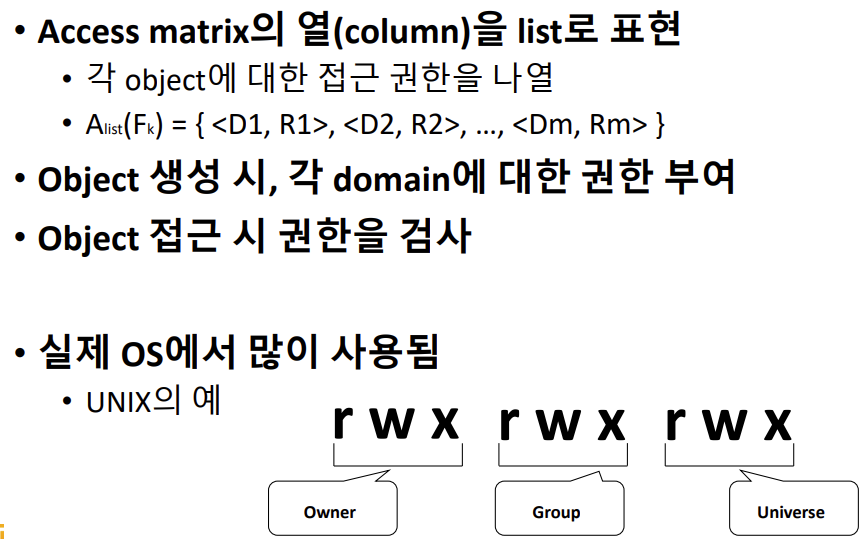 • Access matrix의 열(column)을 list로 표현
• 각 object에 대한 접근 권한을 나열
• Alist(Fk) = { <D1, R1>, <D2, R2>, …, <Dm, Rm> }
• Object 생성 시, 각 domain에 대한 권한 부여
• Object 접근 시 권한을 검사
• 실제 OS에서 많이 사용됨
• UNIX의 예
r w x r w x r w x
Owner Group Universe